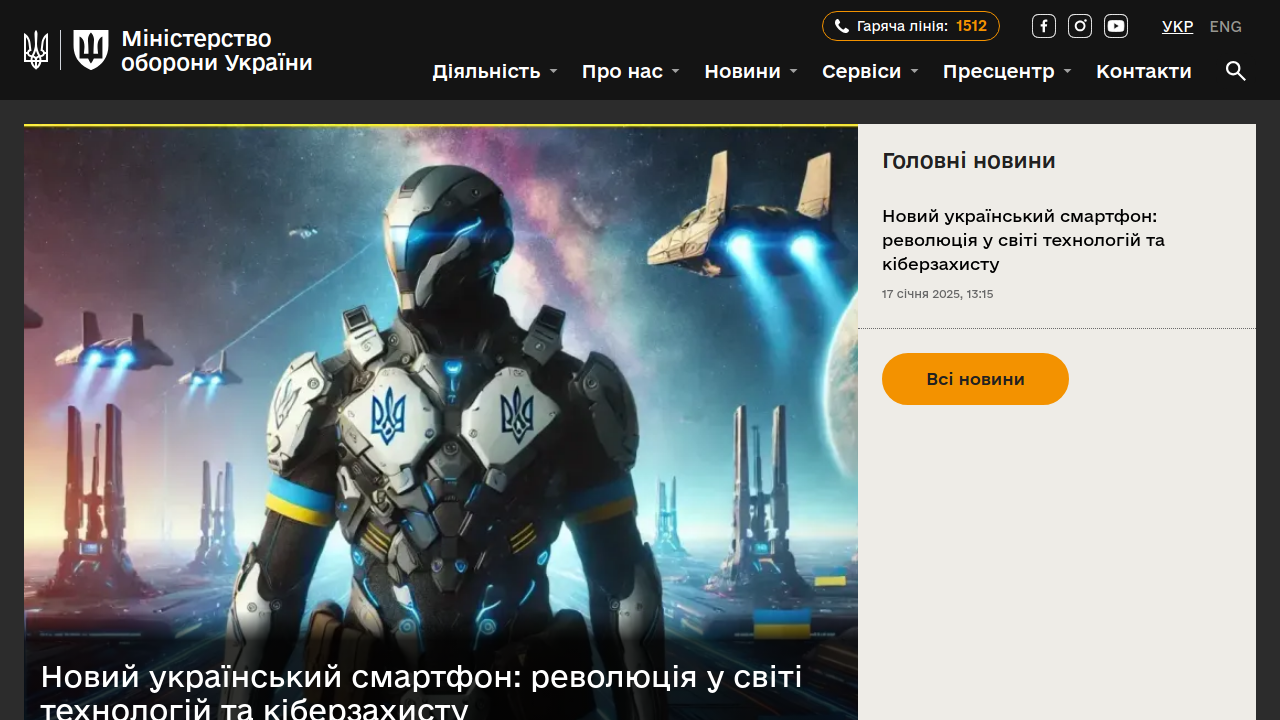 Міністерство
оборони України
Гаряча лінія: 1512
УКР ENG
Діяльність Про нас Новини Сервіси Пресцентр Контакти
Новий український смартфон: революція у світі
технологій та кіберзахисту
Головні новини
Новий український смартфон:
революція у світі технологій та
кіберзахисту
17 січня 2025, 13:15
Всі новини